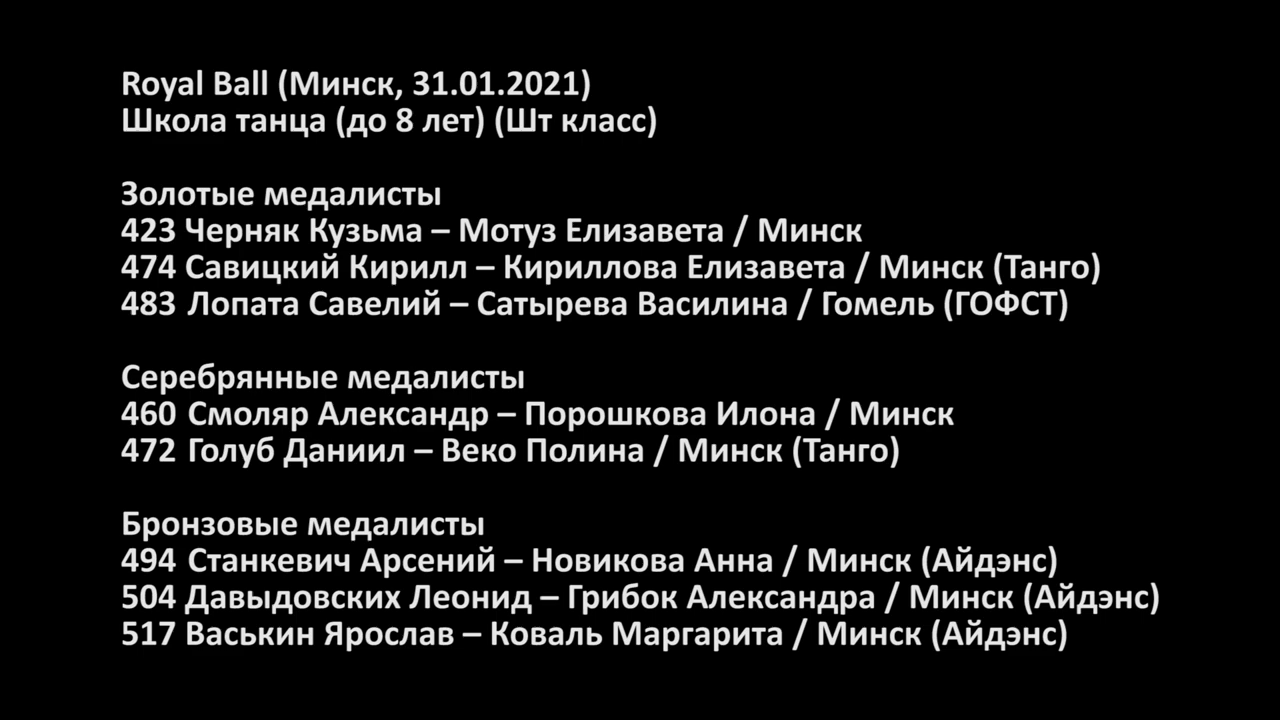 Royal Ball (Минск, 31.01.2021)
Школа танца (до 8 лет) (Шт класс)
Золотые медалисты
423 Черняк Кузьма – Мотуз Елизавета / Минск
474 Савицкий Кирилл – Кириллова Елизавета / Минск (Танго)
483 Лопата Савелий – Сатырева Василина / Гомель (ГОФСТ)
Серебрянные медалисты
460 Смоляр Александр – Порошкова Илона / Минск
472 Голуб Даниил – Веко Полина / Минск (Танго)
Бронзовые медалисты
494 Станкевич Арсений – Новикова Анна / Минск (Айдэнс)
504 Давыдовских Леонид – Грибок Александра / Минск (Айдэнс)
517 Васькин Ярослав – Коваль Маргарита / Минск (Айдэнс)